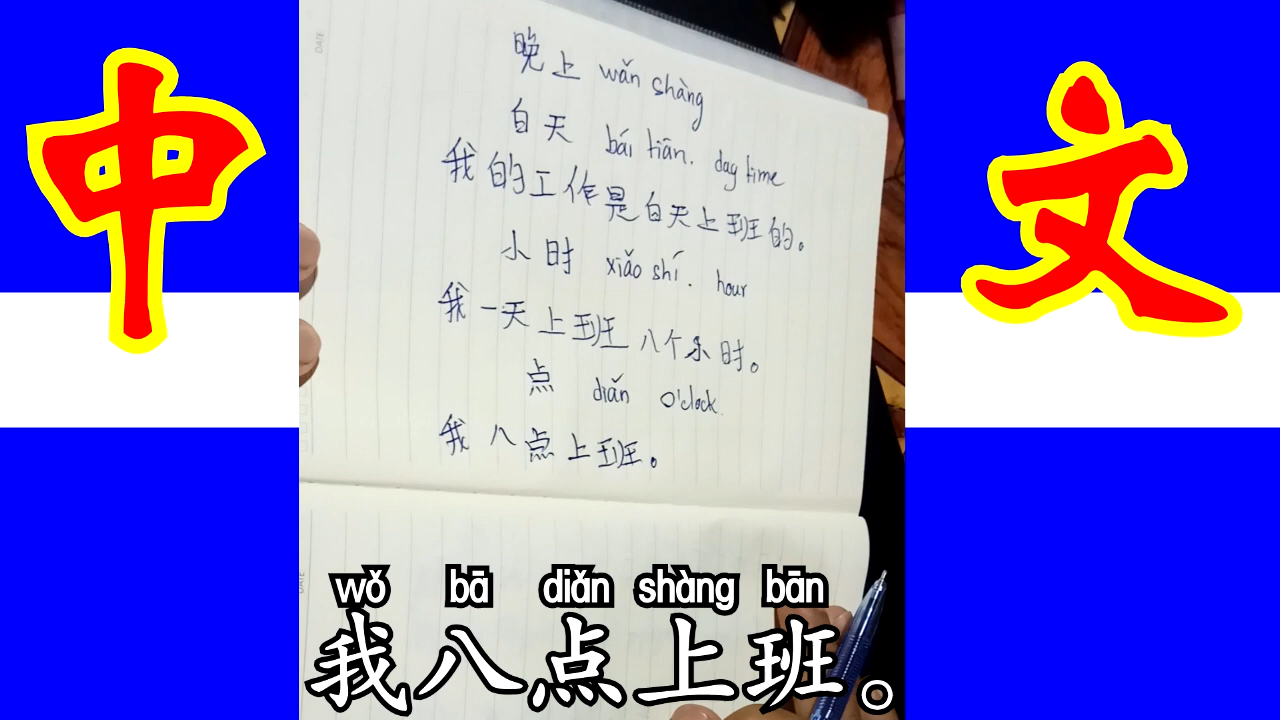 中
文
DATE
晚上 wǎn shàng
白天 bái tiān. day time
我的工作是白天上班的。
小时 xiǎo shí. hour
我一天上班八个小时。
点 diǎn o'clock.
我八点上班。
DATE
wǒ bā diǎn shàng bān
我八点上班。